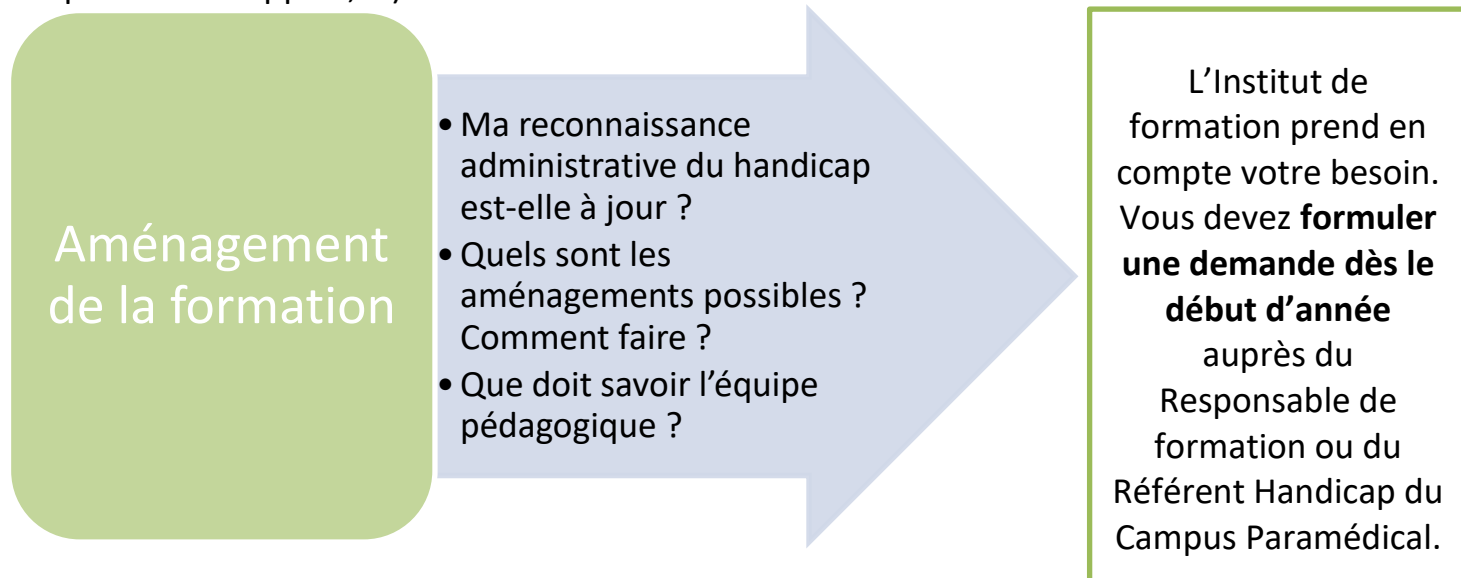 Aménagement
de la formation
• Ma reconnaissance
administrative du handicap
est-elle à jour ?
• Quels sont les
aménagements possibles ?
Comment faire ?
• Que doit savoir l’équipe
pédagogique ?
L’Institut de
formation prend en
compte votre besoin.
Vous devez formuler
une demande dès le
début d’année
auprès du
Responsable de
formation ou du
Référent Handicap du
Campus Paramédical.